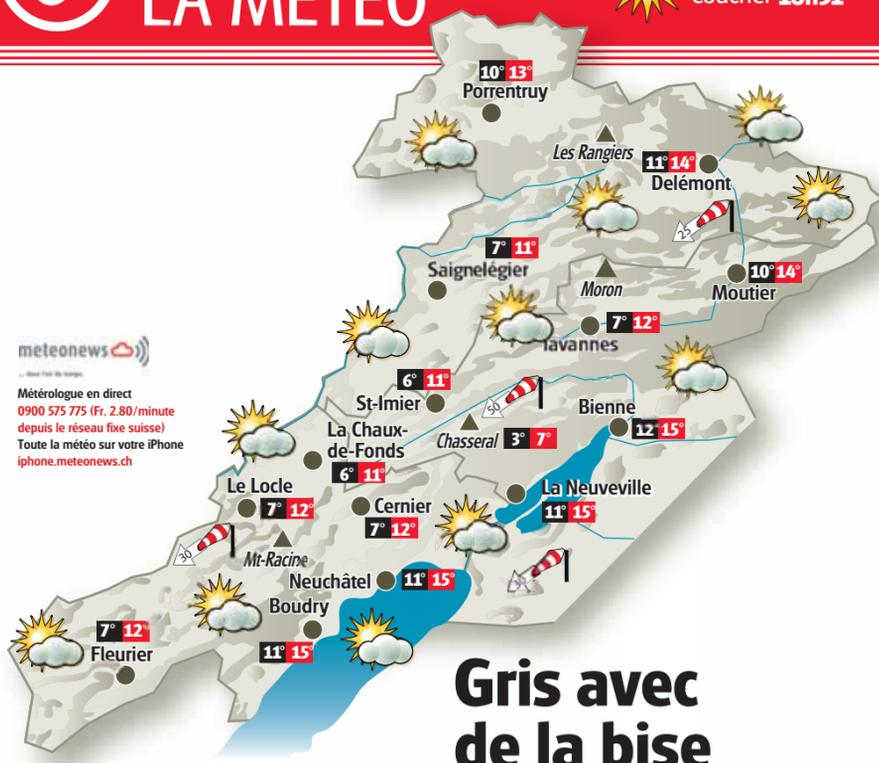 LA MÉTÉO
coucher 18h51
10° 13°
Porrentruy
Les Rangiers
11° 14°
Delémont
25
7° 11°
Saignelégier
Moron
10° 14°
Moutier
7° 12°
Tavannes
meteonews
Météorologue en direct
0900 575 775 (Fr. 2.80/minute
depuis le réseau fixe suisse)
Toute la météo sur votre iPhone
iphone.meteonews.ch
6° 11°
St-Imier
50
Chasseral 3° 7°
Bienne
12° 15°
La Chaux-
de-Fonds
6° 11°
Le Locle
7° 12°
Cernier
7° 12°
La Neuveville
11° 15°
30
Mt-Racine
Neuchâtel 11° 15°
Boudry
11° 15°
7° 12°
Fleurier
Gris avec
de la bise